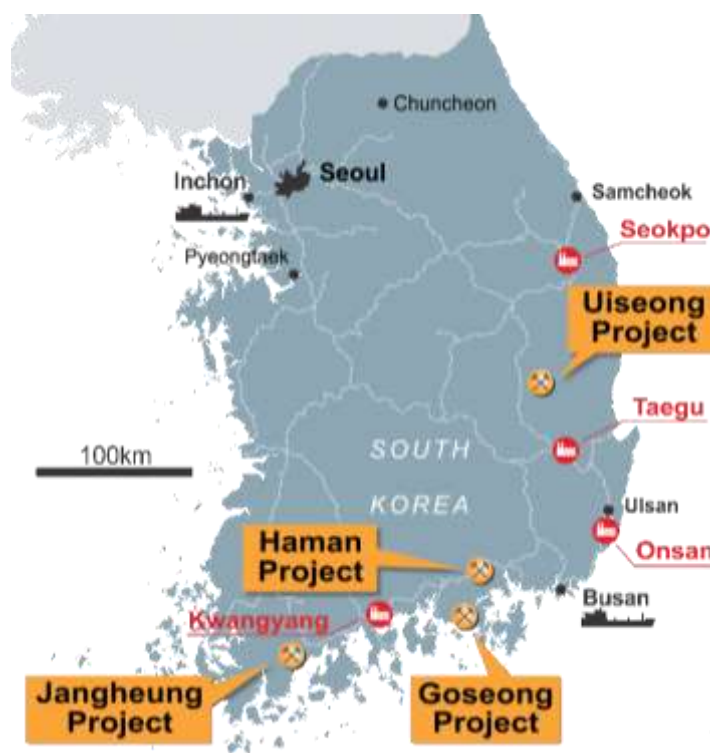 Chuncheon
Seoul
Inchon
Samcheok
Seokpo
Pyeongtaek
Uiseong
Project
Taegu
100km
SOUTH
KOREA
Ulsan
Onsan
Haman
Project
Busan
Kwangyang
Jangheung
Project
Goseong
Project